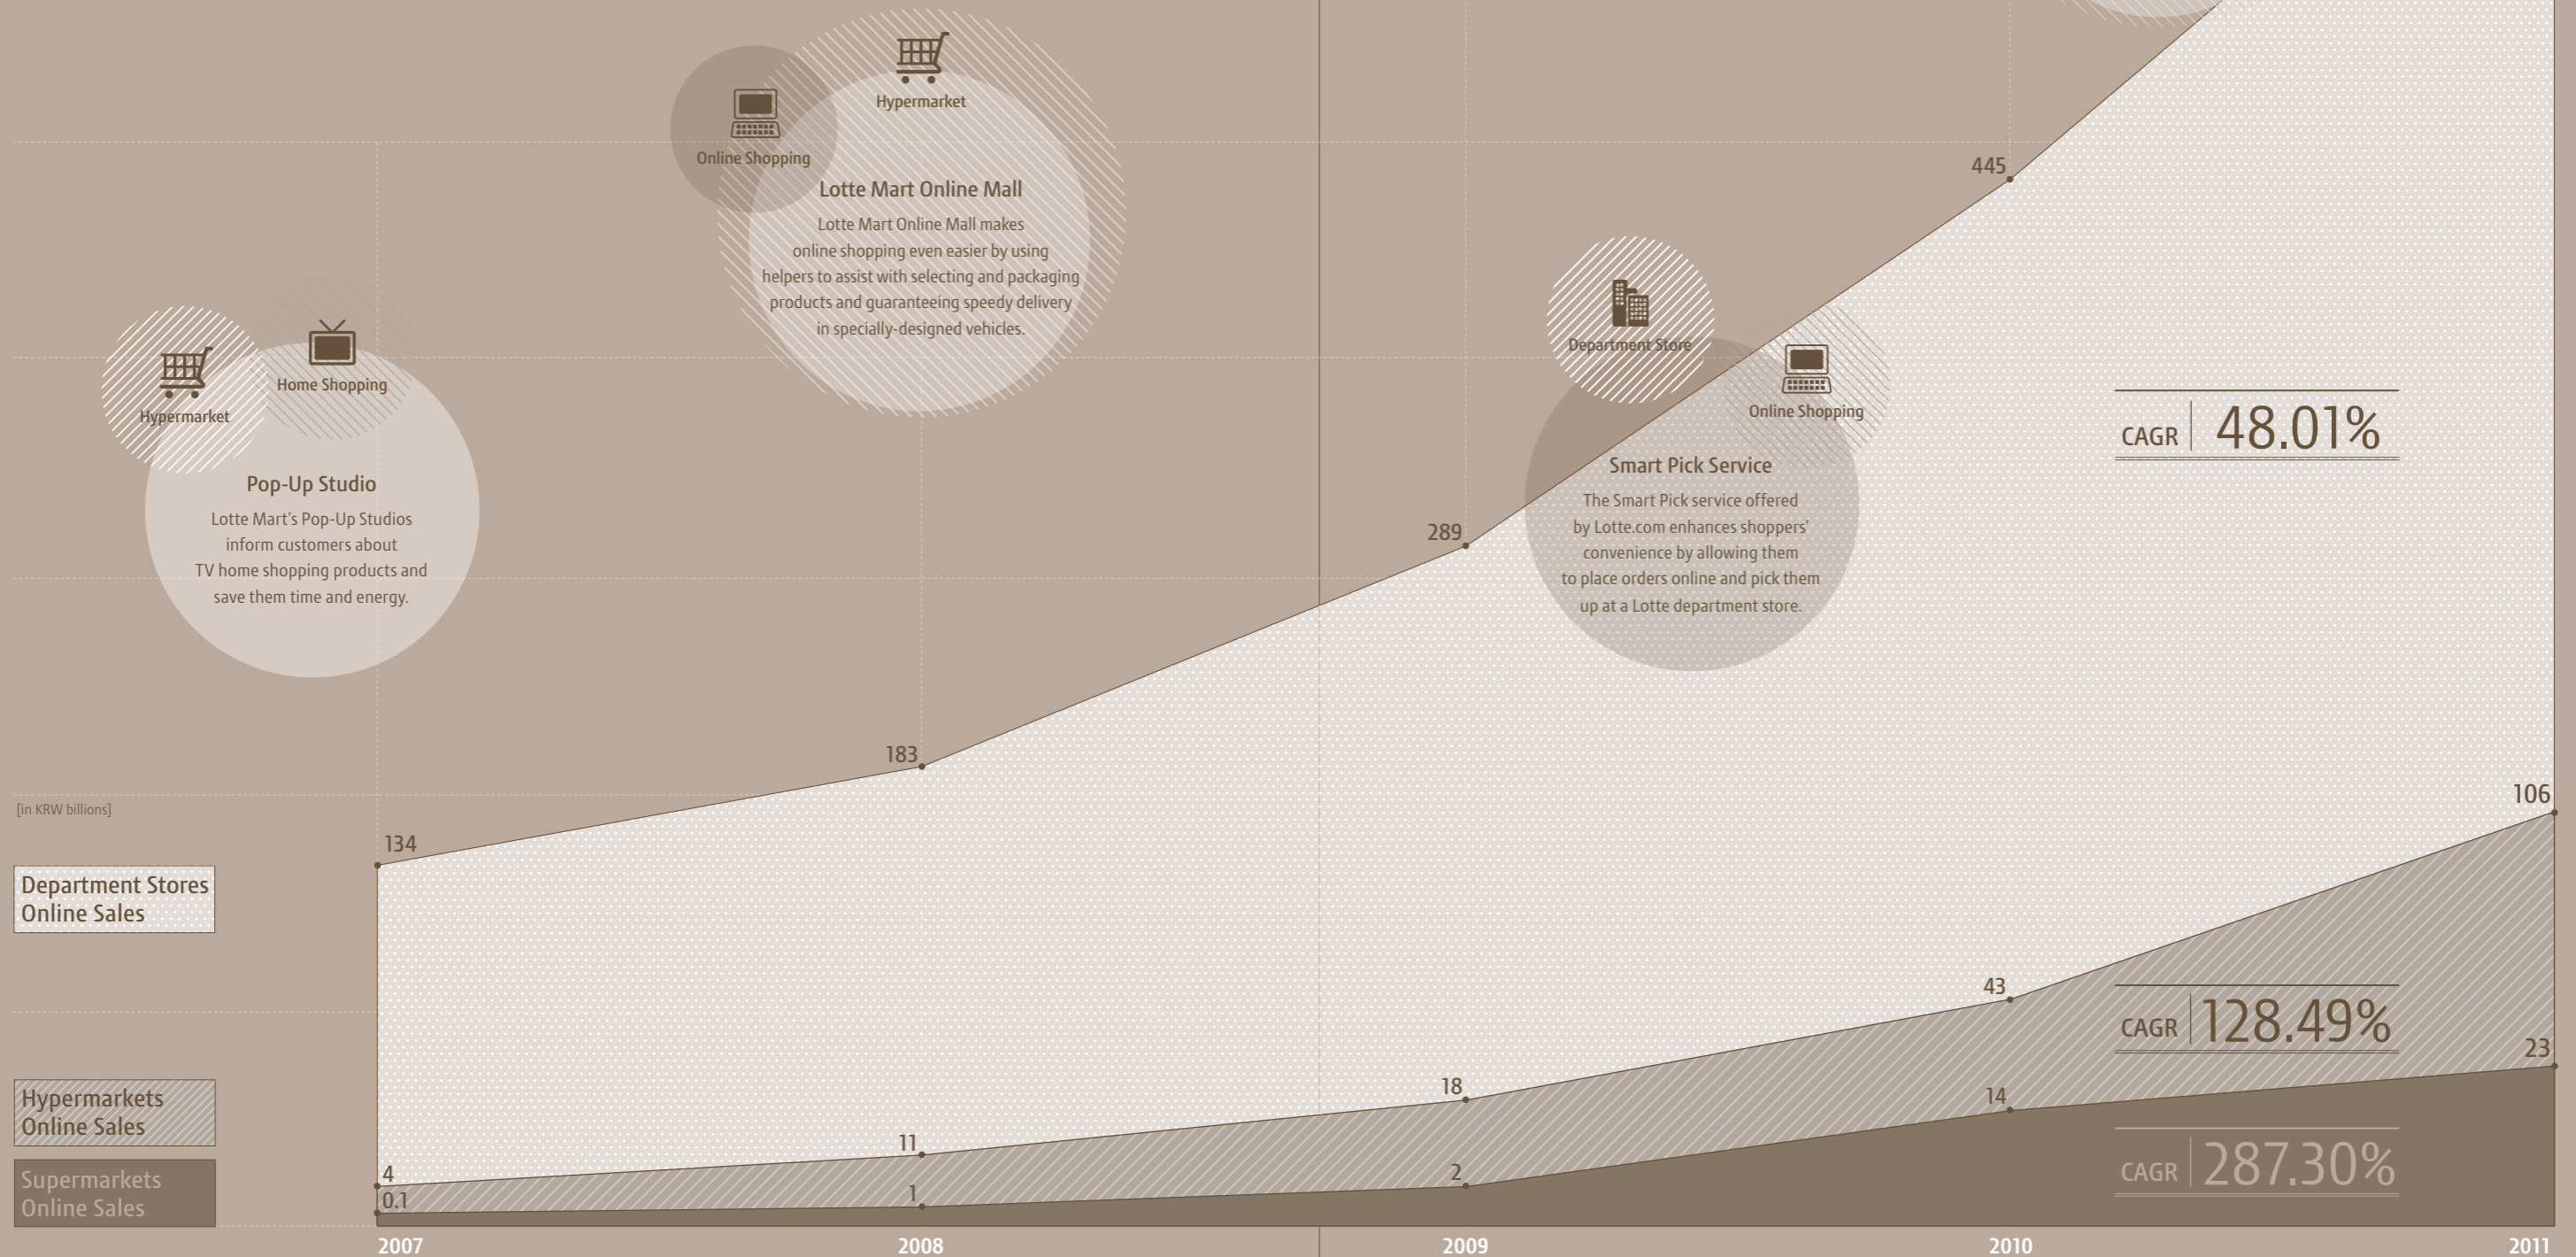 Hypermarket
Online Shopping
Lotte Mart Online Mall
Lotte Mart Online Mall makes
online shopping even easier by using
helpers to assist with selecting and packaging
products and guaranteeing speedy delivery
in specially-designed vehicles.
Hypermarket
Home Shopping
Pop-Up Studio
Lotte Mart’s Pop-Up Studios
inform customers about
TV home shopping products and
save them time and energy.
Department Store
Online Shopping
Smart Pick Service
The Smart Pick service offered
by Lotte.com enhances shoppers’
convenience by allowing them
to place orders online and pick them
up at a Lotte department store.
CAGR 48.01%
[in KRW billions]
Department Stores
Online Sales
134
183
289
445
Hypermarkets
Online Sales
4
11
18
43
106
CAGR 128.49%
Supermarkets
Online Sales
0.1
1
2
14
23
CAGR 287.30%
2007
2008
2009
2010
2011